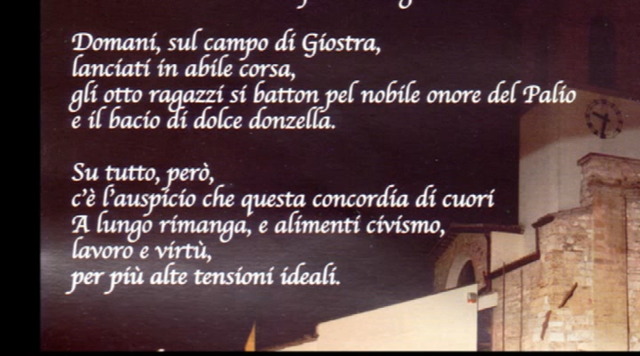 Domani, sul campo di Giostra,
lanciati in abile corsa,
gli otto ragazzi si batton pel nobile onore del Palio
e il bacio di dolce donzella.
Su tutto, però,
c'è l'auspicio che questa concordia di cuori
A lungo rimanga, e alimenti civismo,
lavoro e virtù,
per più alte tensioni ideali.